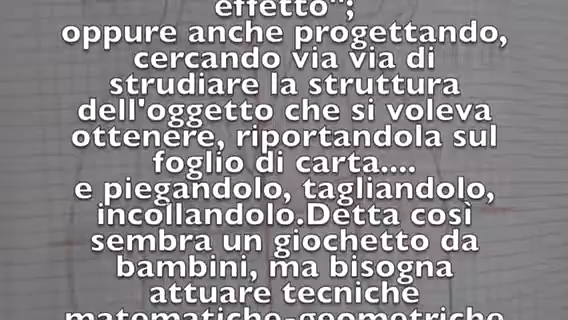 effetto";
oppure anche progettando,
cercando via via di
strudiare la struttura
dell'oggetto che si voleva
ottenere, riportandola sul
foglio di carta....
e piegandolo, tagliandolo,
incollandolo.Detta così
sembra un giochetto da
bambini, ma bisogna
attuare tecniche
matematiche-geometriche